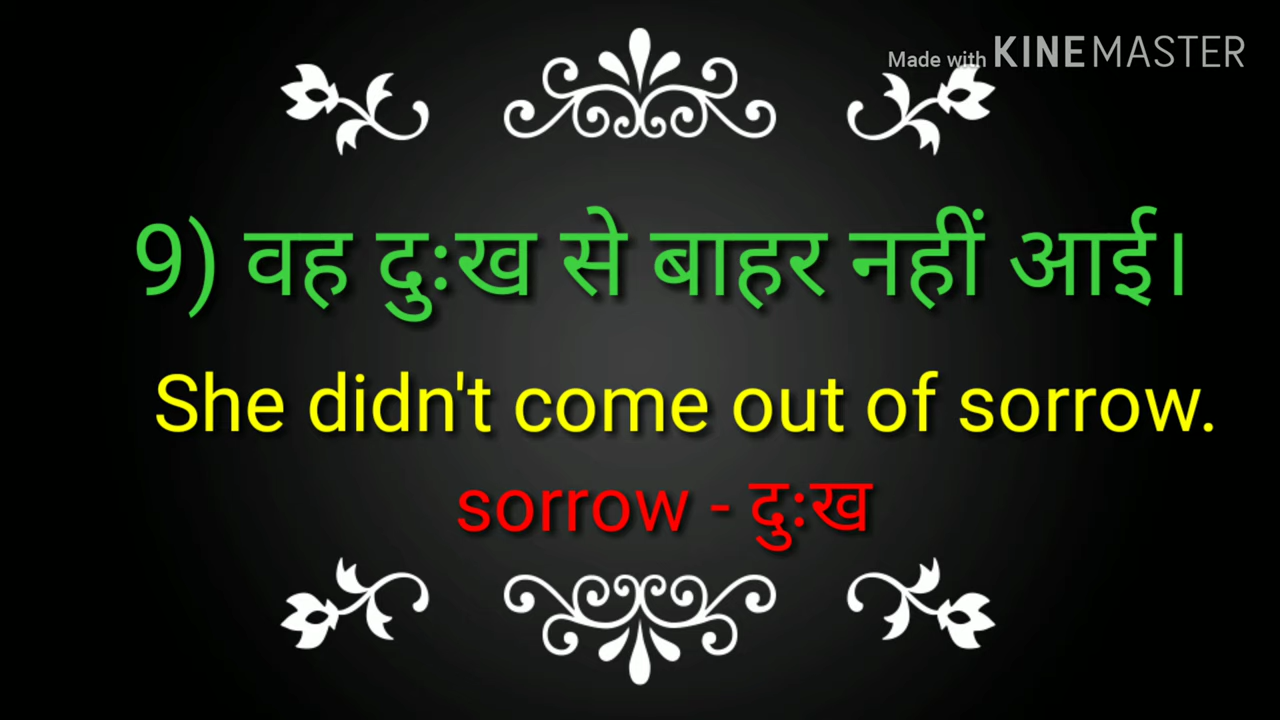 Made with KINEMASTER
9) वह दुःख से बाहर नहीं आई।
She didn't come out of sorrow.
sorrow - दुःख